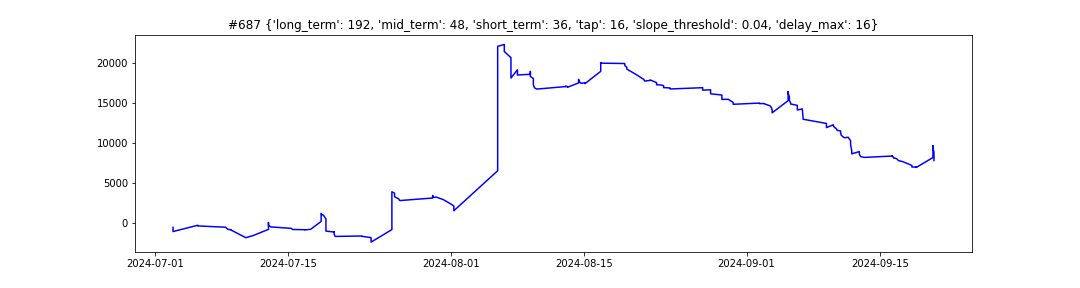 #687 {'long_term': 192, 'mid_term': 48, 'short_term': 36, 'tap': 16, 'slope_threshold': 0.04, 'delay_max': 16}
20000
15000
10000
5000
0
2024-07-01 2024-07-15 2024-08-01 2024-08-15 2024-09-01 2024-09-15